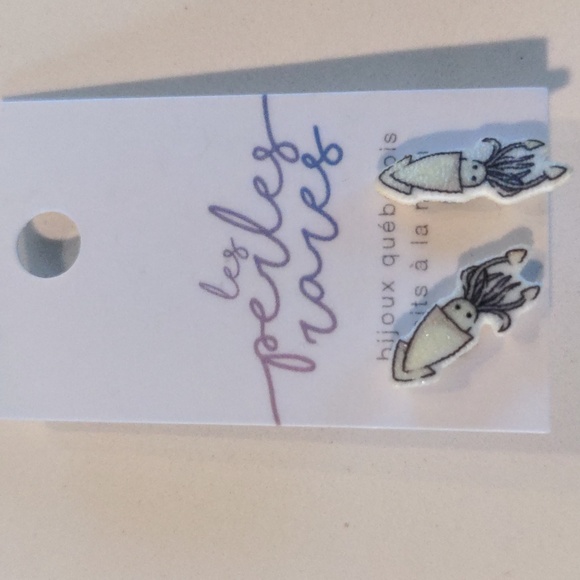 les
perles
rares
bijoux
à la